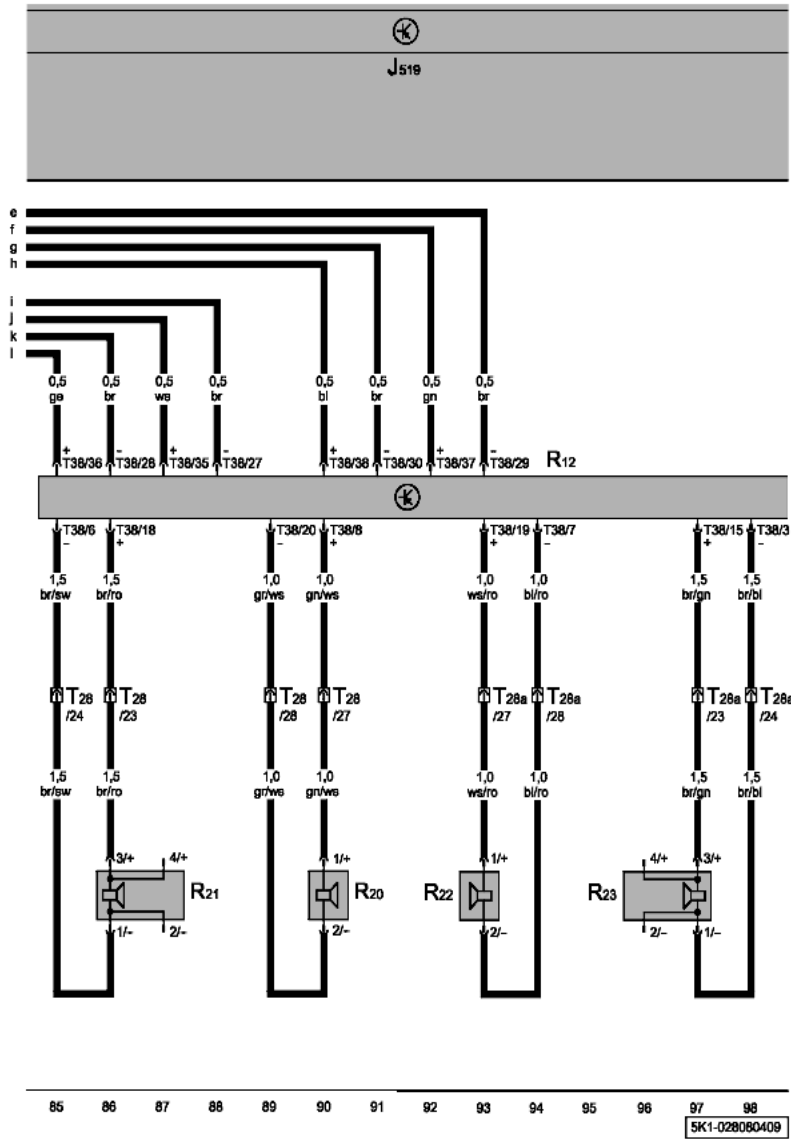 J519
e
f
g
h
i
j
k
l
0,5 0,5 0,5 0,5 0,5 0,5 0,5 0,5
ge br ws br bl br gn br
+ - + - + - + -
T38/36 T38/28 T38/35 T38/27 T38/38 T38/30 T38/37 T38/29 R12
T38/6 T38/18 T38/20 T38/8 T38/19 T38/7 T38/15 T38/3
- + - + + - + -
1,5 1,5 1,0 1,0 1,0 1,0 1,5 1,5
br/sw br/ro gr/ws gn/ws ws/ro bl/ro br/gn br/bl
T28 T28 T28 T28 T28a T28a T28a T28a
/24 /23 /28 /27 /27 /28 /23 /24
1,5 1,5 1,0 1,0 1,0 1,0 1,5 1,5
br/sw br/ro gr/ws gn/ws ws/ro bl/ro br/gn br/bl
3/+ 4/+ 1/+ 1/+ 4/+ 3/+
R21 R20 R22 R23
1/- 2/- 2/- 2/- 2/- 1/-
85 86 87 88 89 90 91 92 93 94 95 96 97 98
5K1-028080409